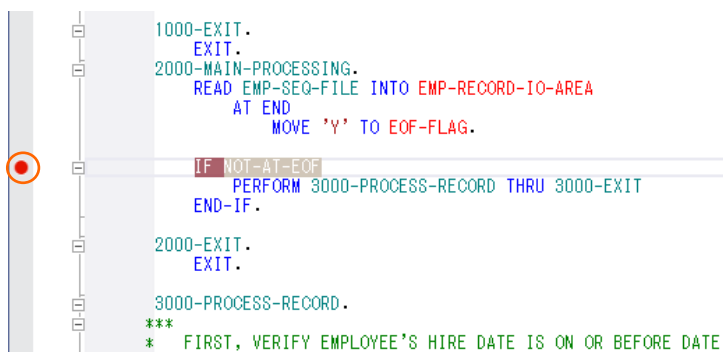 1000-EXIT.
EXIT.
2000-MAIN-PROCESSING.
READ EMP-SEQ-FILE INTO EMP-RECORD-IO-AREA
AT END
MOVE 'Y' TO EOF-FLAG.
IF NOT-AT-EOF
PERFORM 3000-PROCESS-RECORD THRU 3000-EXIT
END-IF.
2000-EXIT.
EXIT.
3000-PROCESS-RECORD.
***
* FIRST, VERIFY EMPLOYEE'S HIRE DATE IS ON OR BEFORE DATE